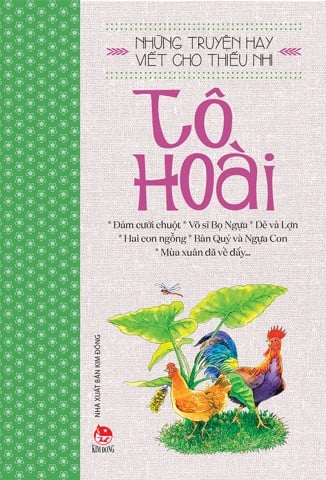 NHỮNG TRUYỆN HAY
VIẾT CHO THIẾU NHI
TÔ
HOÀI
* Đám cưới chuột * Võ sĩ Bọ Ngựa * Dê và Lợn
* Hai con ngỗng * Bàn Quý và Ngựa Con
* Mùa xuân đã về đấy...
NHÀ XUẤT BẢN KIM ĐỒNG
KIM ĐỒNG